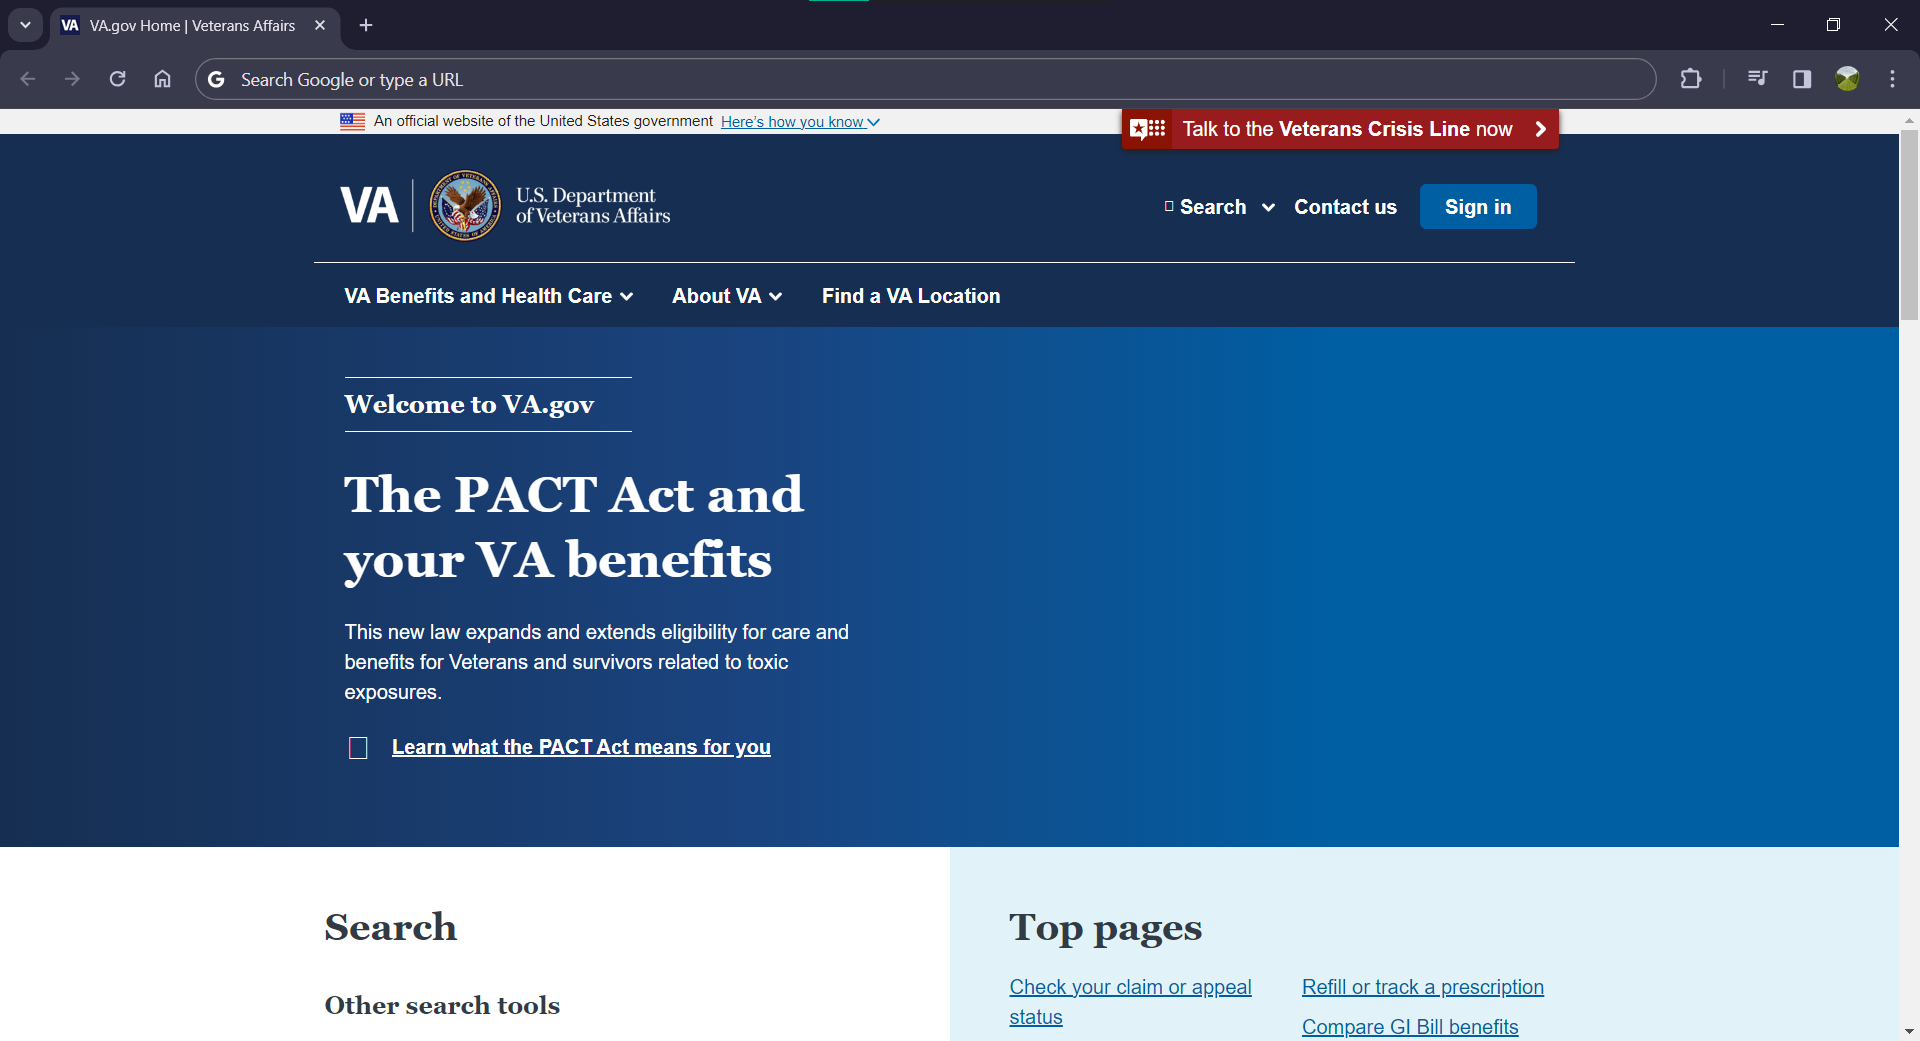 VA VA.gov Home | Veterans Affairs
Search Google or type a URL
An official website of the United States government Here's how you know
Talk to the Veterans Crisis Line now
VA
U.S. Department
of Veterans Affairs
Search
Contact us
Sign in
VA Benefits and Health Care
About VA
Find a VA Location
Welcome to VA.gov
The PACT Act and
your VA benefits
This new law expands and extends eligibility for care and
benefits for Veterans and survivors related to toxic
exposures.
Learn what the PACT Act means for you
Search
Other search tools
Top pages
Check your claim or appeal
status
Refill or track a prescription
Compare GI Bill benefits